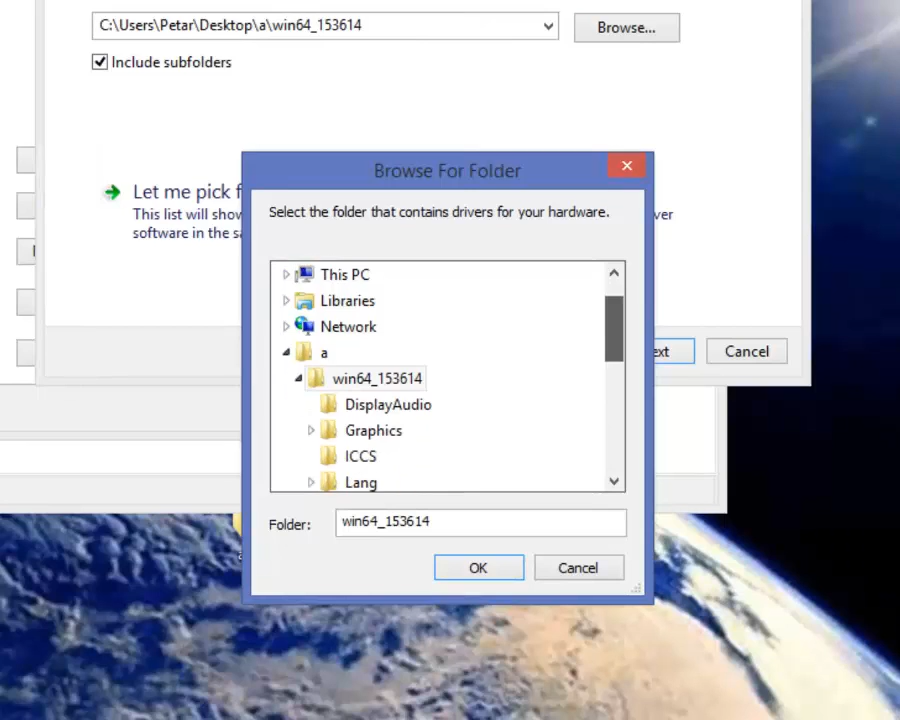 C:\Users\Petar\Desktop\a\win64_153614
Browse...
Include subfolders
Browse For Folder
Let me pick f
This list will show
ver
software in the sa
Select the folder that contains drivers for your hardware.
This PC
Libraries
Network
a
win64_153614
DisplayAudio
Graphics
ICCS
Lang
ext
Cancel
Folder:
win64_153614
OK
Cancel